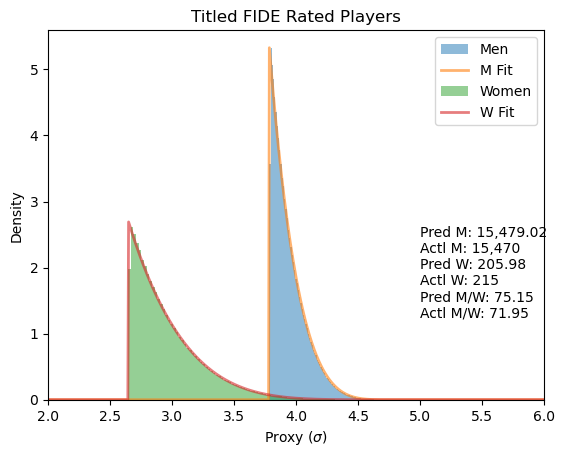 Titled FIDE Rated Players
Men
M Fit
Women
W Fit
Density
5
4
3
2
1
0
Pred M: 15,479.02
Actl M: 15,470
Pred W: 205.98
Actl W: 215
Pred M/W: 75.15
Actl M/W: 71.95
2.0 2.5 3.0 3.5 4.0 4.5 5.0 5.5 6.0
Proxy (σ)